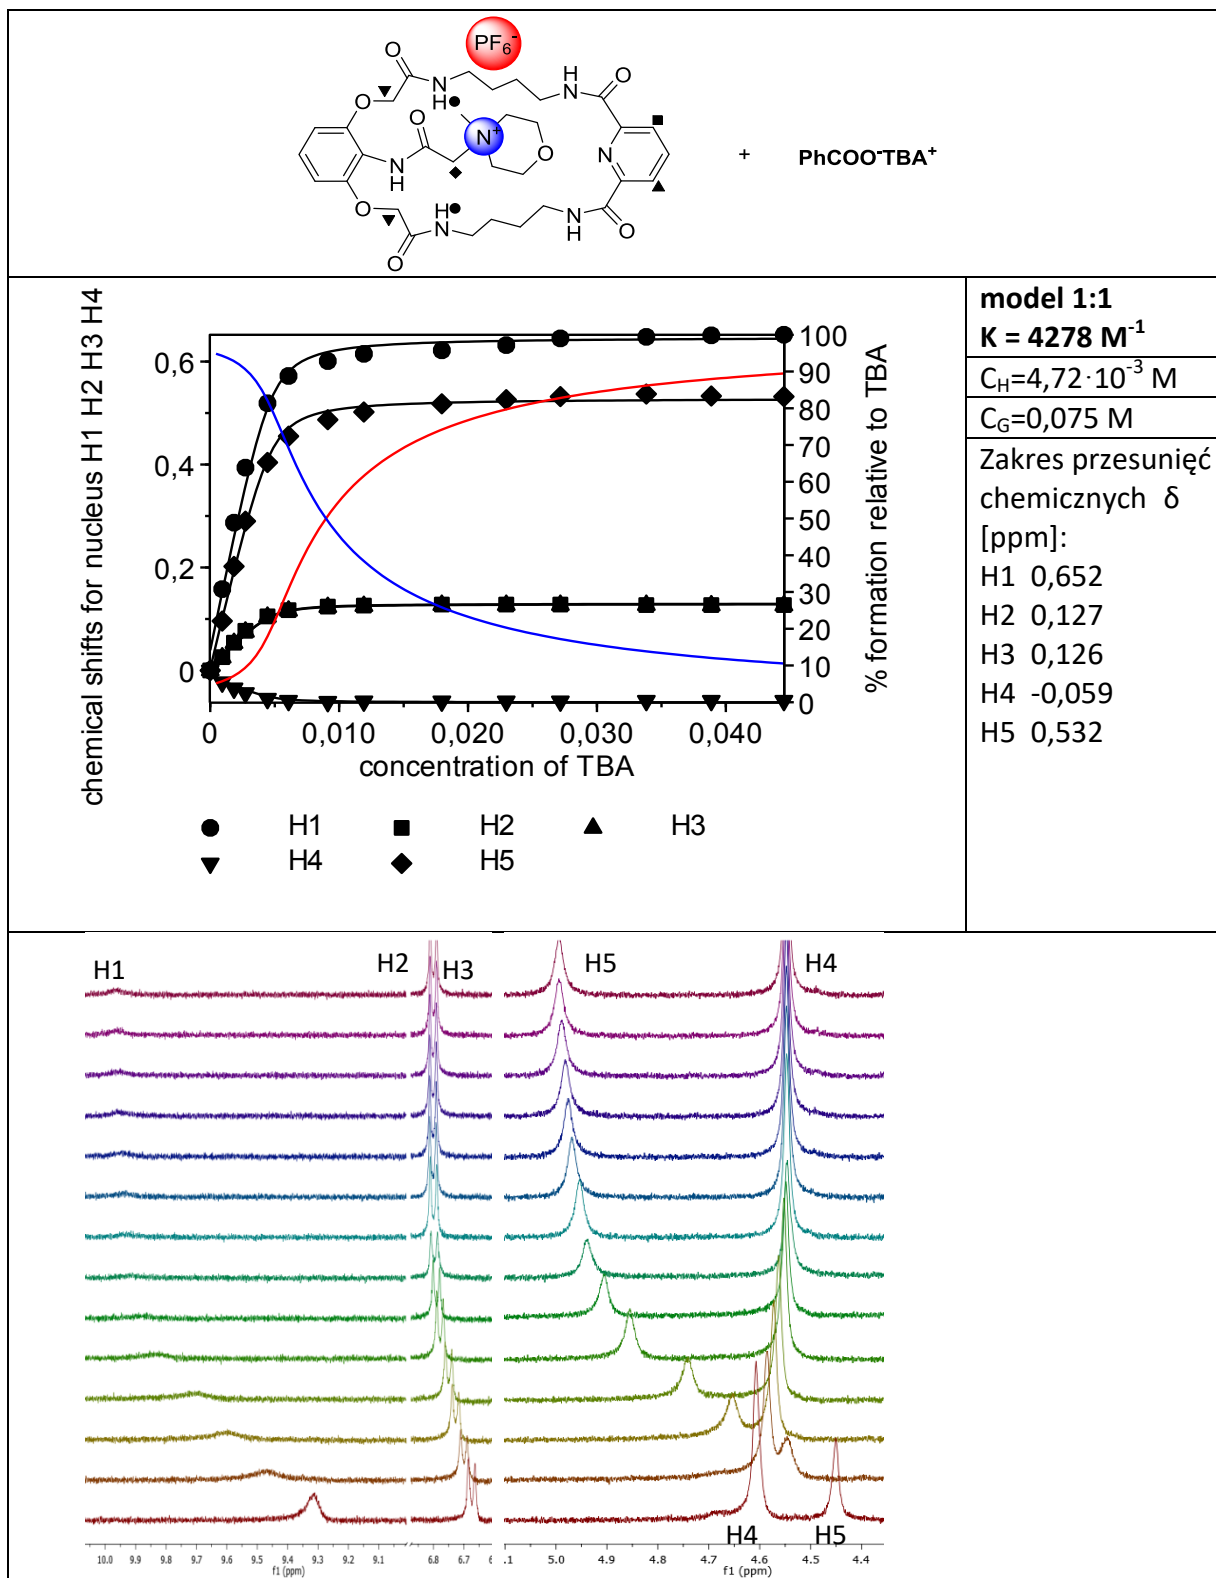 PF6-
O
O
N
H
H
N
O
O
O
N+
O
N
N
H
O
H
N
N
H
O
O
+ PhCOO-TBA+
chemical shifts for nucleus H1 H2 H3 H4
0,6
0,4
0,2
0
100
90
80
70
60
50
40
30
20
10
0
% formation relative to TBA
0 0,010 0,020 0,030 0,040
concentration of TBA
H1 H2 H3
H4 H5
model 1:1
K = 4278 M-1
CH=4,72·10-3 M
CG=0,075 M
Zakres przesunięć
chemicznych δ
[ppm]:
H1 0,652
H2 0,127
H3 0,126
H4 -0,059
H5 0,532
H1 H2 H3 H5 H4
H4 H5
10.0 9.9 9.8 9.7 9.6 9.5 9.4 9.3 9.2 9.1 6.8 6.7 6 .1 5.0 4.9 4.8 4.7 4.6 4.5 4.4
f1 (ppm) f1 (ppm)